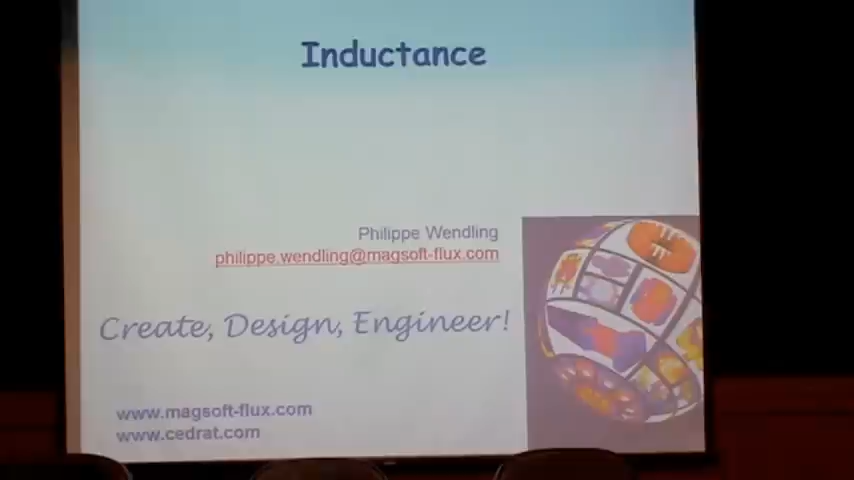 Inductance
Philippe Wendling
philippe.wendling@magsoft-flux.com
Create, Design, Engineer!
www.magsoft-flux.com
www.cedrat.com